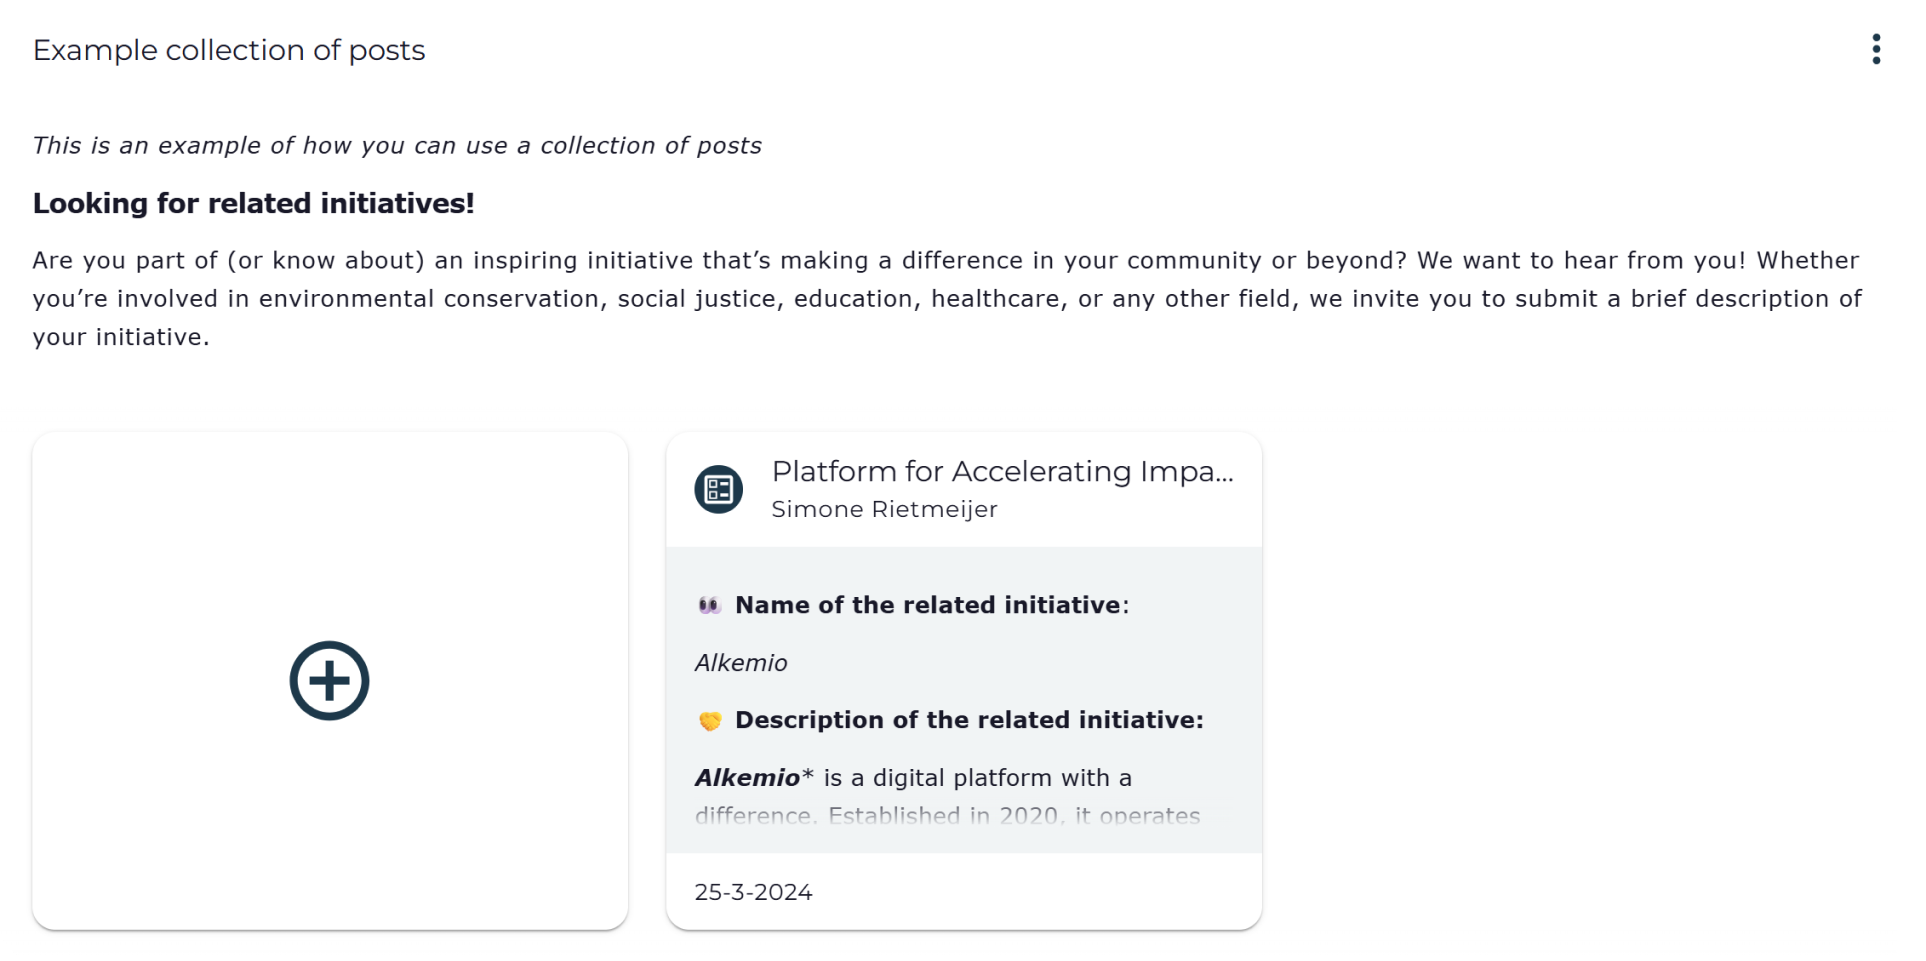 Example collection of posts
This is an example of how you can use a collection of posts
Looking for related initiatives!
Are you part of (or know about) an inspiring initiative that’s making a difference in your community or beyond? We want to hear from you! Whether
you’re involved in environmental conservation, social justice, education, healthcare, or any other field, we invite you to submit a brief description of
your initiative.
Platform for Accelerating Impa...
Simone Rietmeijer
👀 Name of the related initiative:
Alkemio
🤝 Description of the related initiative:
Alkemio* is a digital platform with a
difference. Established in 2020, it operates
25-3-2024